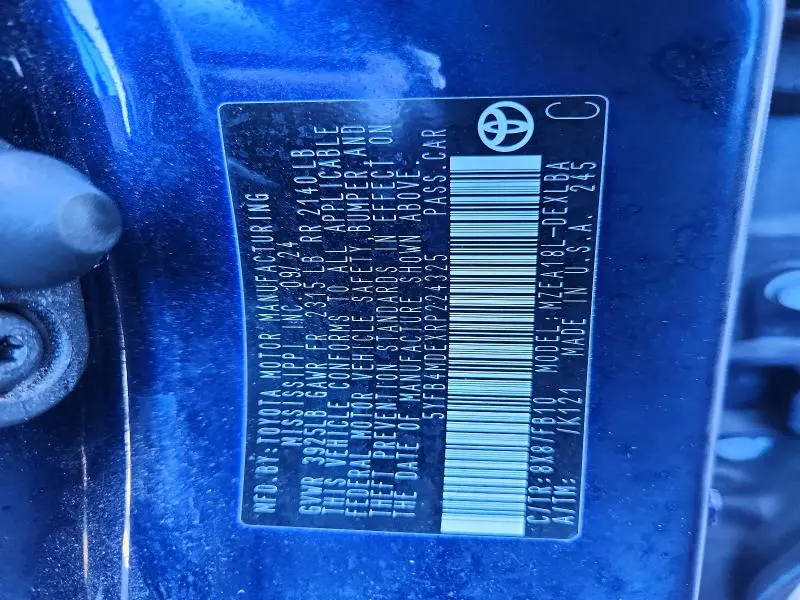 MFD.BY:TOYOTA MOTOR MANUFACTURING
MISSISSIPPI INC 09/24
GVWR 3925LB GAWR FR 2315 LB RR 2140LB
THIS VEHICLE CONFORMS TO ALL APPLICABLE
FEDERAL MOTOR VEHICLE SAFETY BUMPER,AND
THEFT PREVENTION STANDARDS IN EFFECT ON
THE DATE OF MANUFACTURE SHOWN ABOVE.
5YFB4MDEXRP224325 PASS.CAR
C/TR:8X8/FB10 MODEL:MZEA18L-DEXLBA
A/TM: /K121 MADE IN U.S.A. 245
C